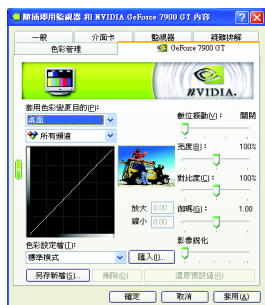 隨插即用監視器 和 NVIDIA GeForce 7900 GT 內容
一般
介面卡
監視器
疑難排解
色彩管理
GeForce 7900 GT
NVIDIA.
套用色彩變更目的(P):
桌面
所有頻道
數位振動(V): 關閉
亮度(B): 100%
對比度(C): 100%
放大 0.00
縮小 0.00
伽瑪(G): 1.00
影像銳化
色彩設定檔(T):
標準模式
匯入(I)...
另存新檔(S)...
刪除(D)
還原預設值(R)
確定
取消
套用(A)